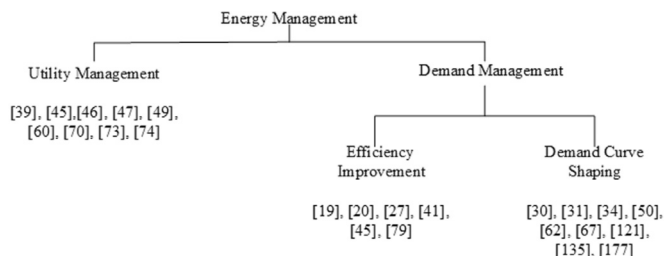 Energy Management
Utility Management
Demand Management
[39], [45],[46], [47], [49],
[60], [70], [73], [74]
Efficiency
Improvement
Demand Curve
Shaping
[19], [20], [27], [41],
[45], [79]
[30], [31], [34], [50],
[62], [67], [121],
[135], [177]